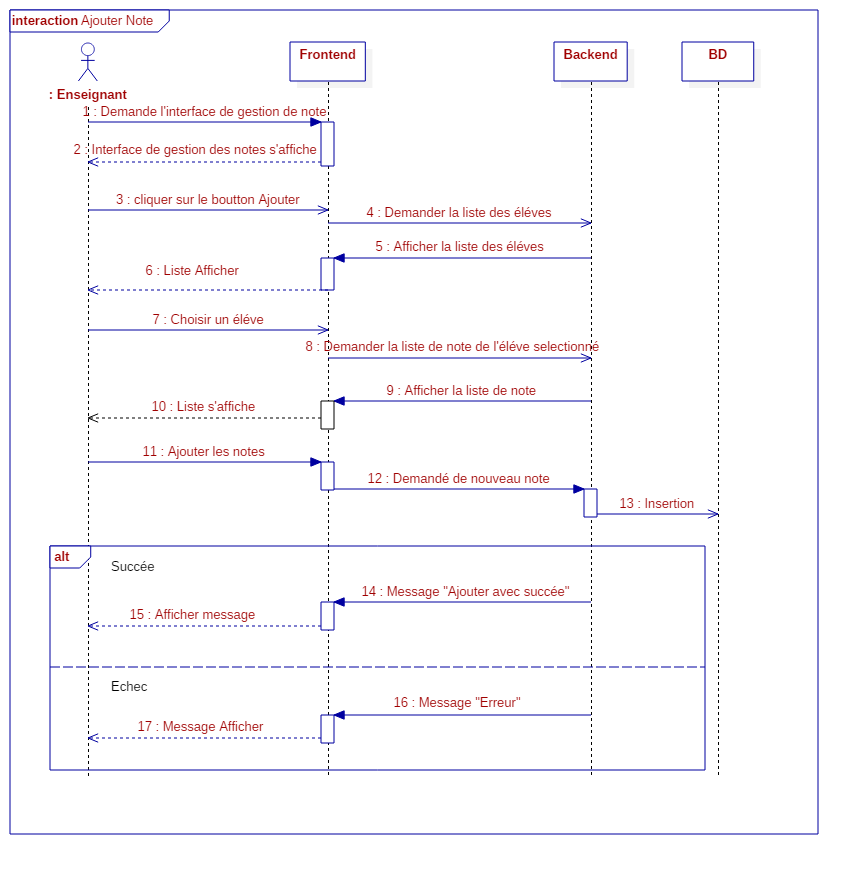 interaction Ajouter Note
Frontend
Backend
BD
: Enseignant
1 : Demande l'interface de gestion de note
2 : Interface de gestion des notes s'affiche
3 : cliquer sur le boutton Ajouter
4 : Demander la liste des éléves
5 : Afficher la liste des éléves
6 : Liste Afficher
7 : Choisir un éléve
8 : Demander la liste de note de l'éléve selectionné
9 : Afficher la liste de note
10 : Liste s'affiche
11 : Ajouter les notes
12 : Demandé de nouveau note
13 : Insertion
alt
Succée
14 : Message "Ajouter avec succée"
15 : Afficher message
Echec
16 : Message "Erreur"
17 : Message Afficher